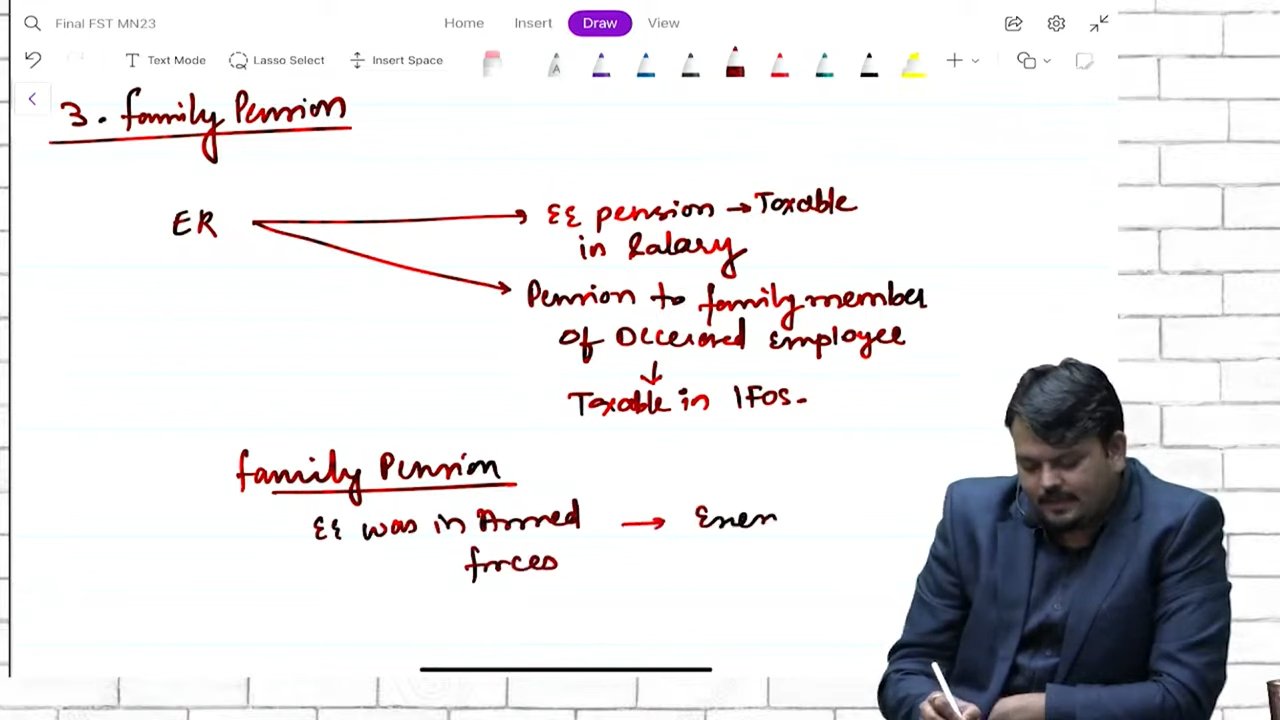 Final FST MN23
Home Insert Draw View
Text Mode Lasso Select Insert Space
3. Family Pension
ER
EE pension → Taxable
in Salary
Pension to family member
of Deceased employee
↓
Taxable in IFOS.
Family Pension
EE was in Armed → Exem
forces